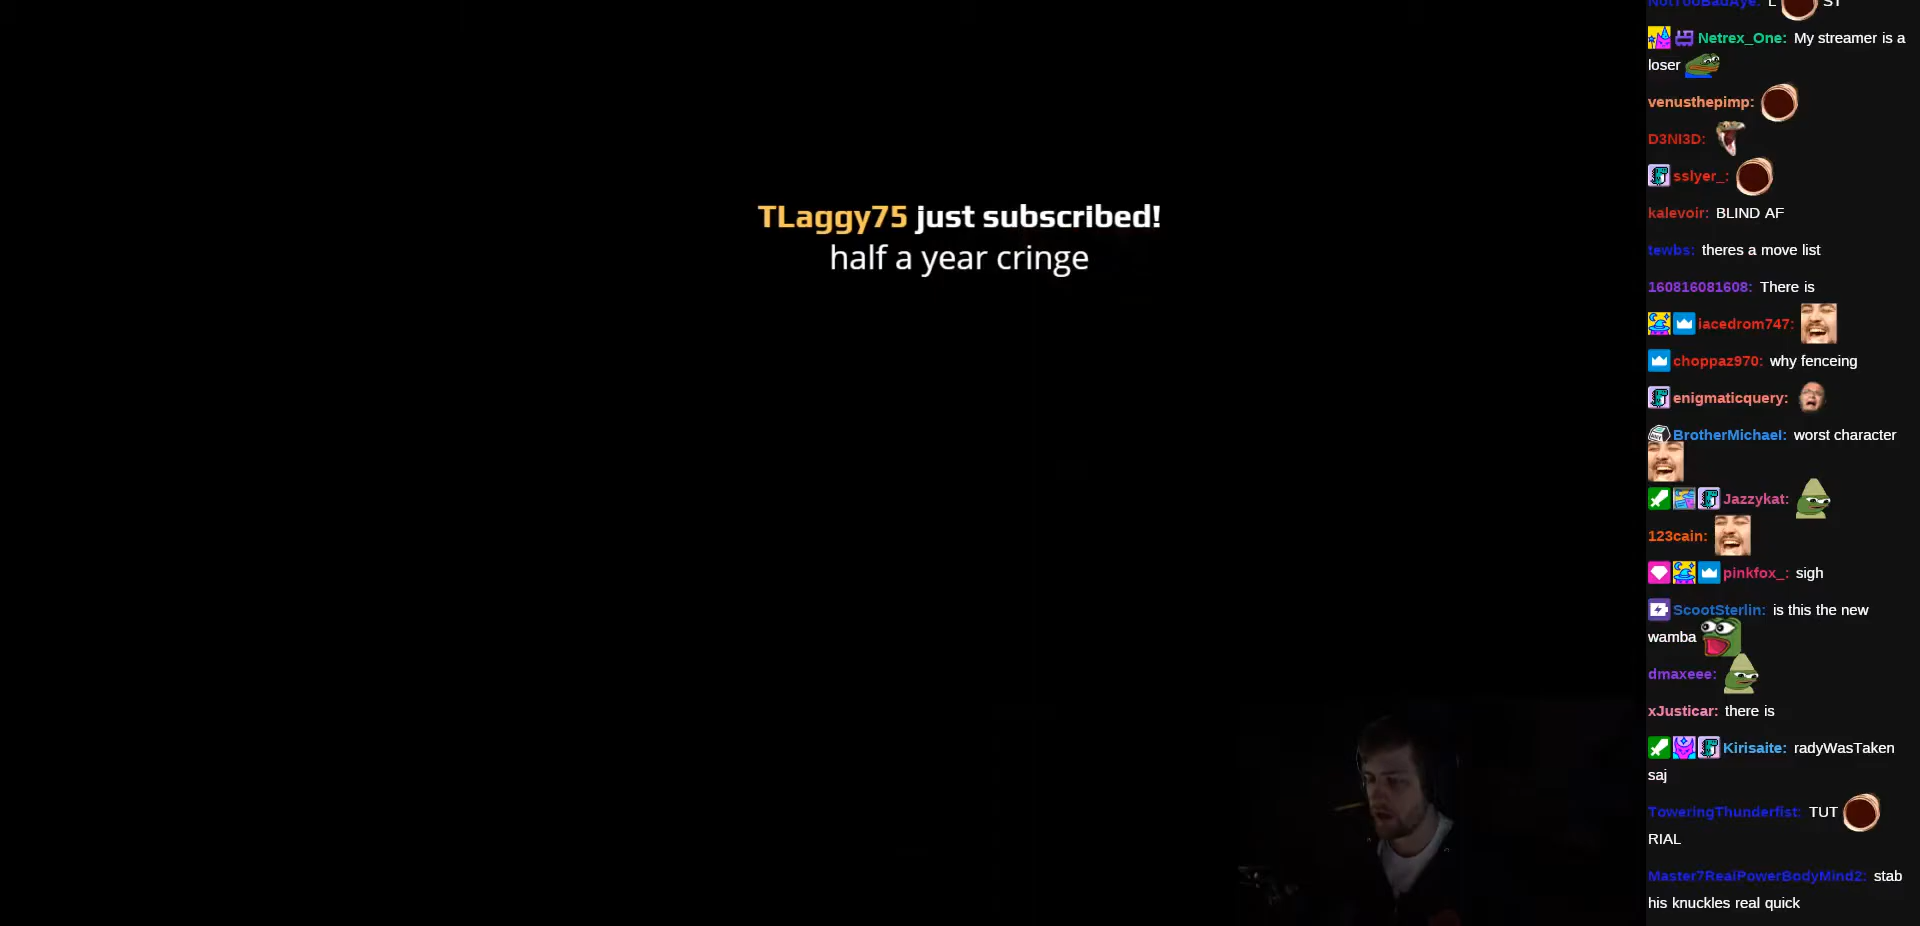 TLaggy75 just subscribed!
half a year cringe
NotTooBadAye: L ST
Netrex_One: My streamer is a
loser
venusthepimp:
D3NI3D:
sslyer_:
kalevoir: BLIND AF
tewbs: theres a move list
160816081608: There is
iacedrom747:
choppaz970: why fenceing
enigmaticquery:
BrotherMichael: worst character
Jazzykat:
123cain:
pinkfox_: sigh
ScootSterlin: is this the new
wamba
dmaxeee:
xJusticar: there is
Kirisaite: radyWasTaken
saj
ToweringThunderfist: TUT
RIAL
Master7RealPowerBodyMind2: stab
his knuckles real quick